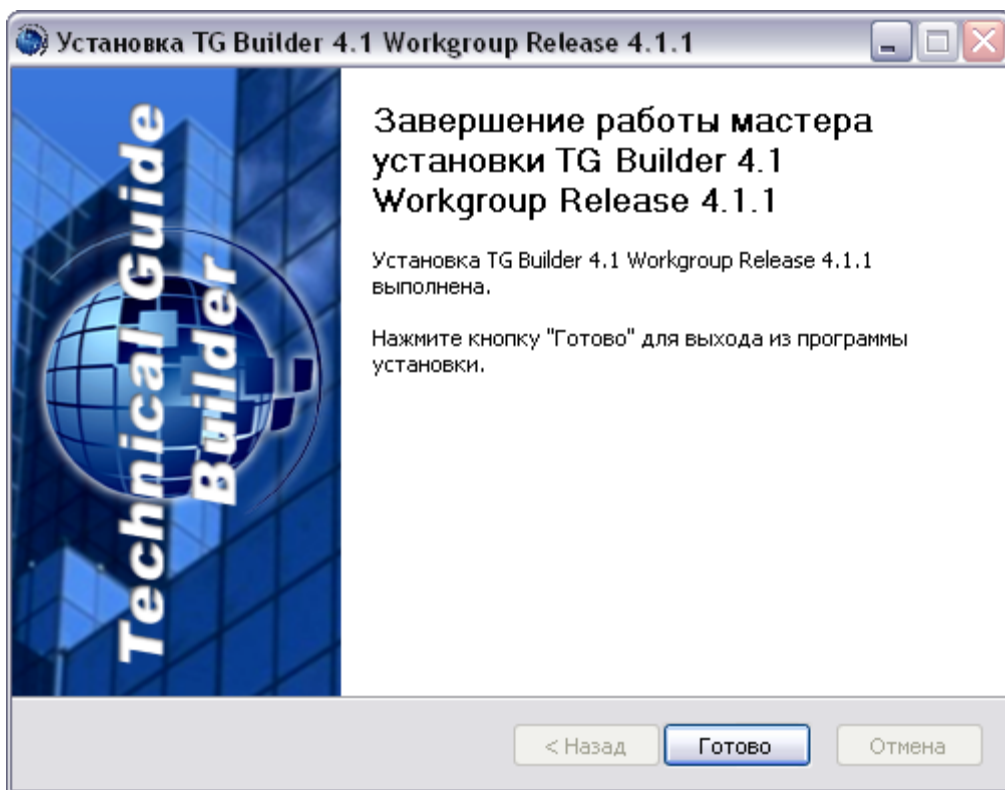 Установка TG Builder 4.1 Workgroup Release 4.1.1
Technical Guide
Builder
Завершение работы мастера
установки TG Builder 4.1
Workgroup Release 4.1.1
Установка TG Builder 4.1 Workgroup Release 4.1.1
выполнена.
Нажмите кнопку "Готово" для выхода из программы
установки.
< Назад
Готово
Отмена